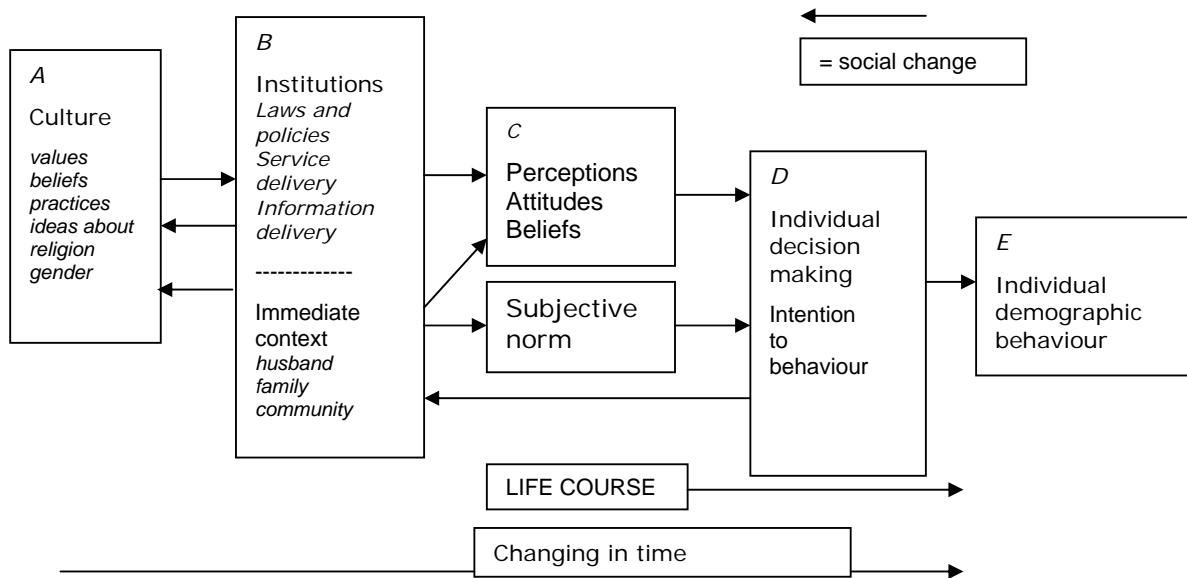 A
Culture
values
beliefs
practices
ideas about
religion
gender
B
Institutions
Laws and
policies
Service
delivery
Information
delivery
-------------
Immediate
context
husband
family
community
C
Perceptions
Attitudes
Beliefs
Subjective
norm
= social change
D
Individual
decision
making
Intention
to
behaviour
E
Individual
demographic
behaviour
LIFE COURSE
Changing in time